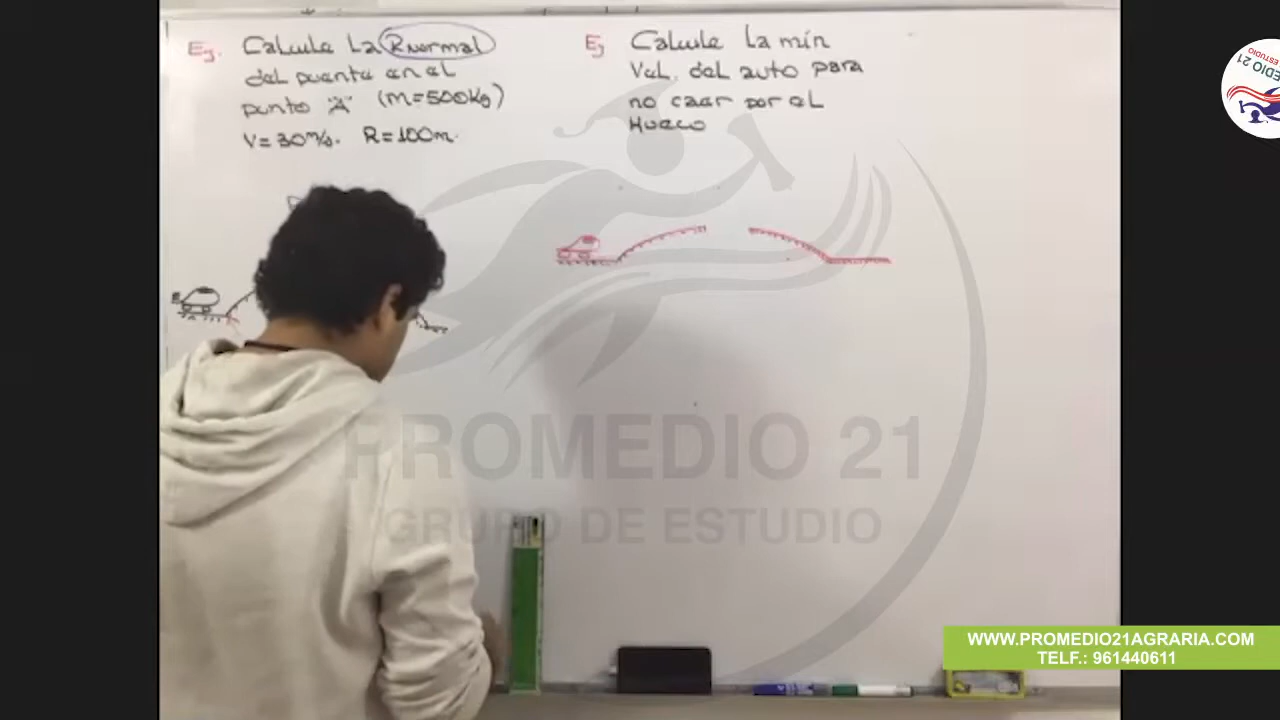 Ej. Calcule La Rnormal
del puente en el
punto "A" (m=500Kg)
V=30m/s. R=100m.
Ej Calcule La mín
Vel. del auto para
no caer por el
Hueco
PROMEDIO 21
GRUPO DE ESTUDIO
WWW.PROMEDIO21AGRARIA.COM
TELF.: 961440611